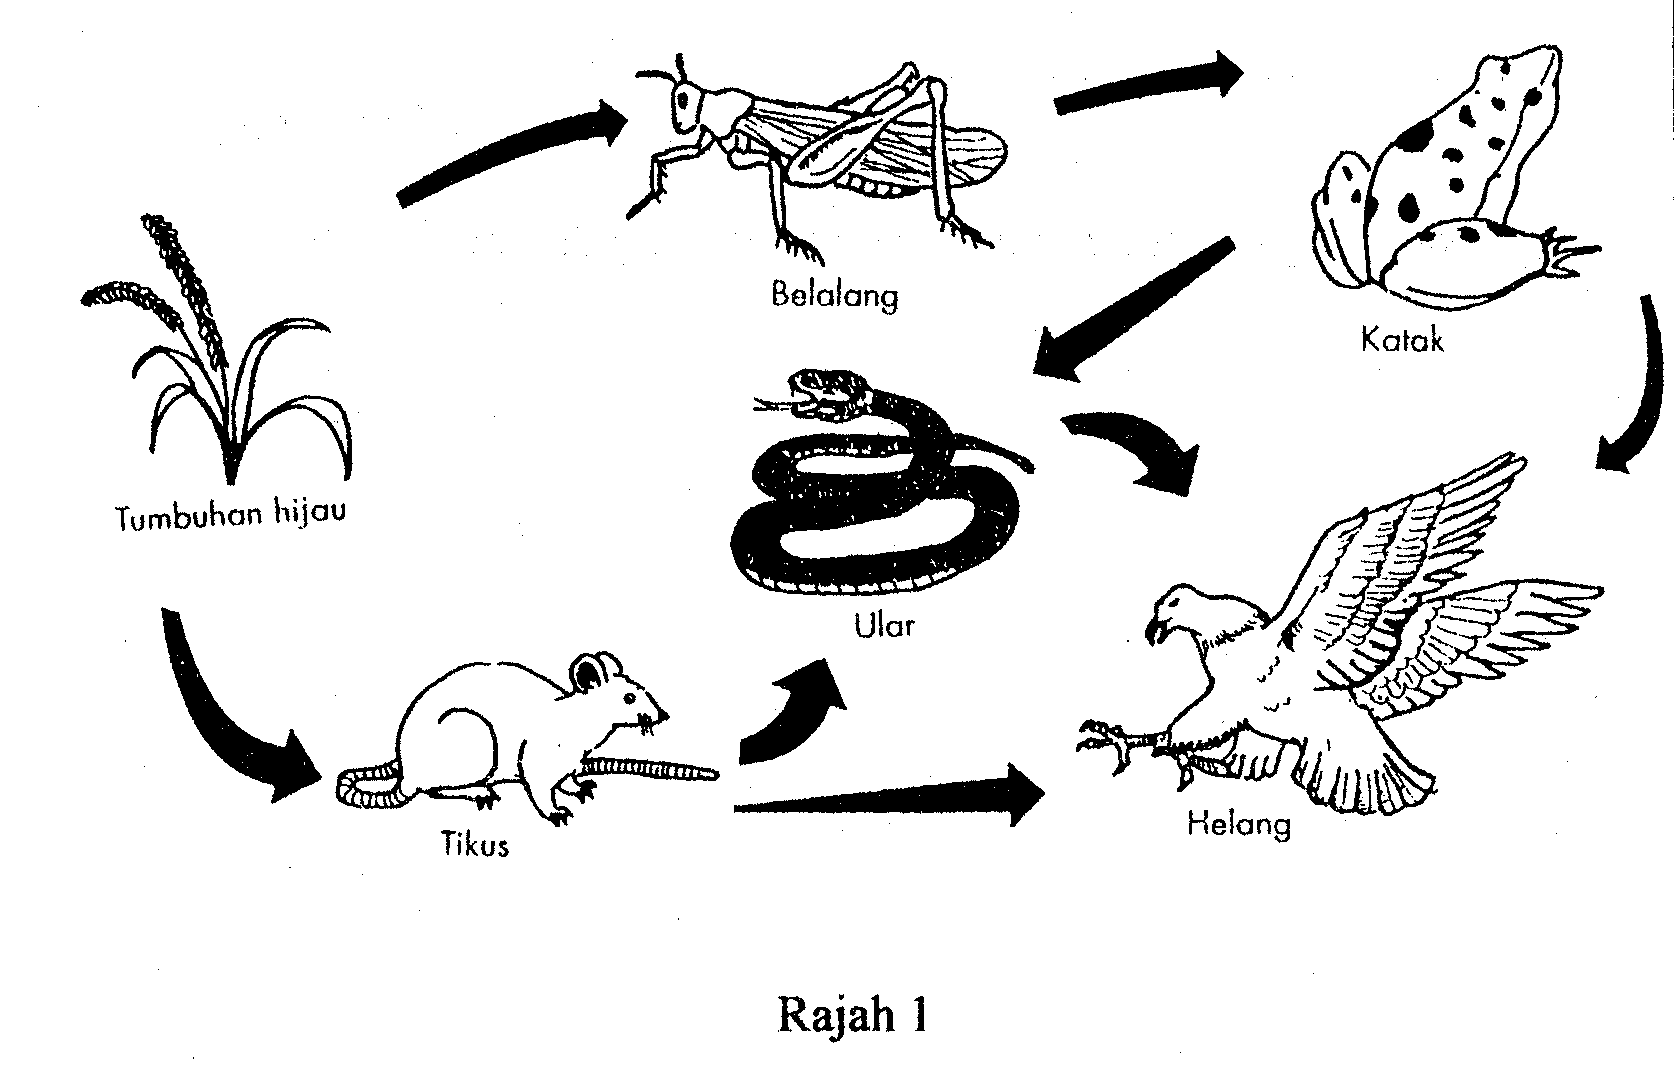 Belalang
Katak
Tumbuhan hijau
Ular
Tikus
Helang
Rajah 1